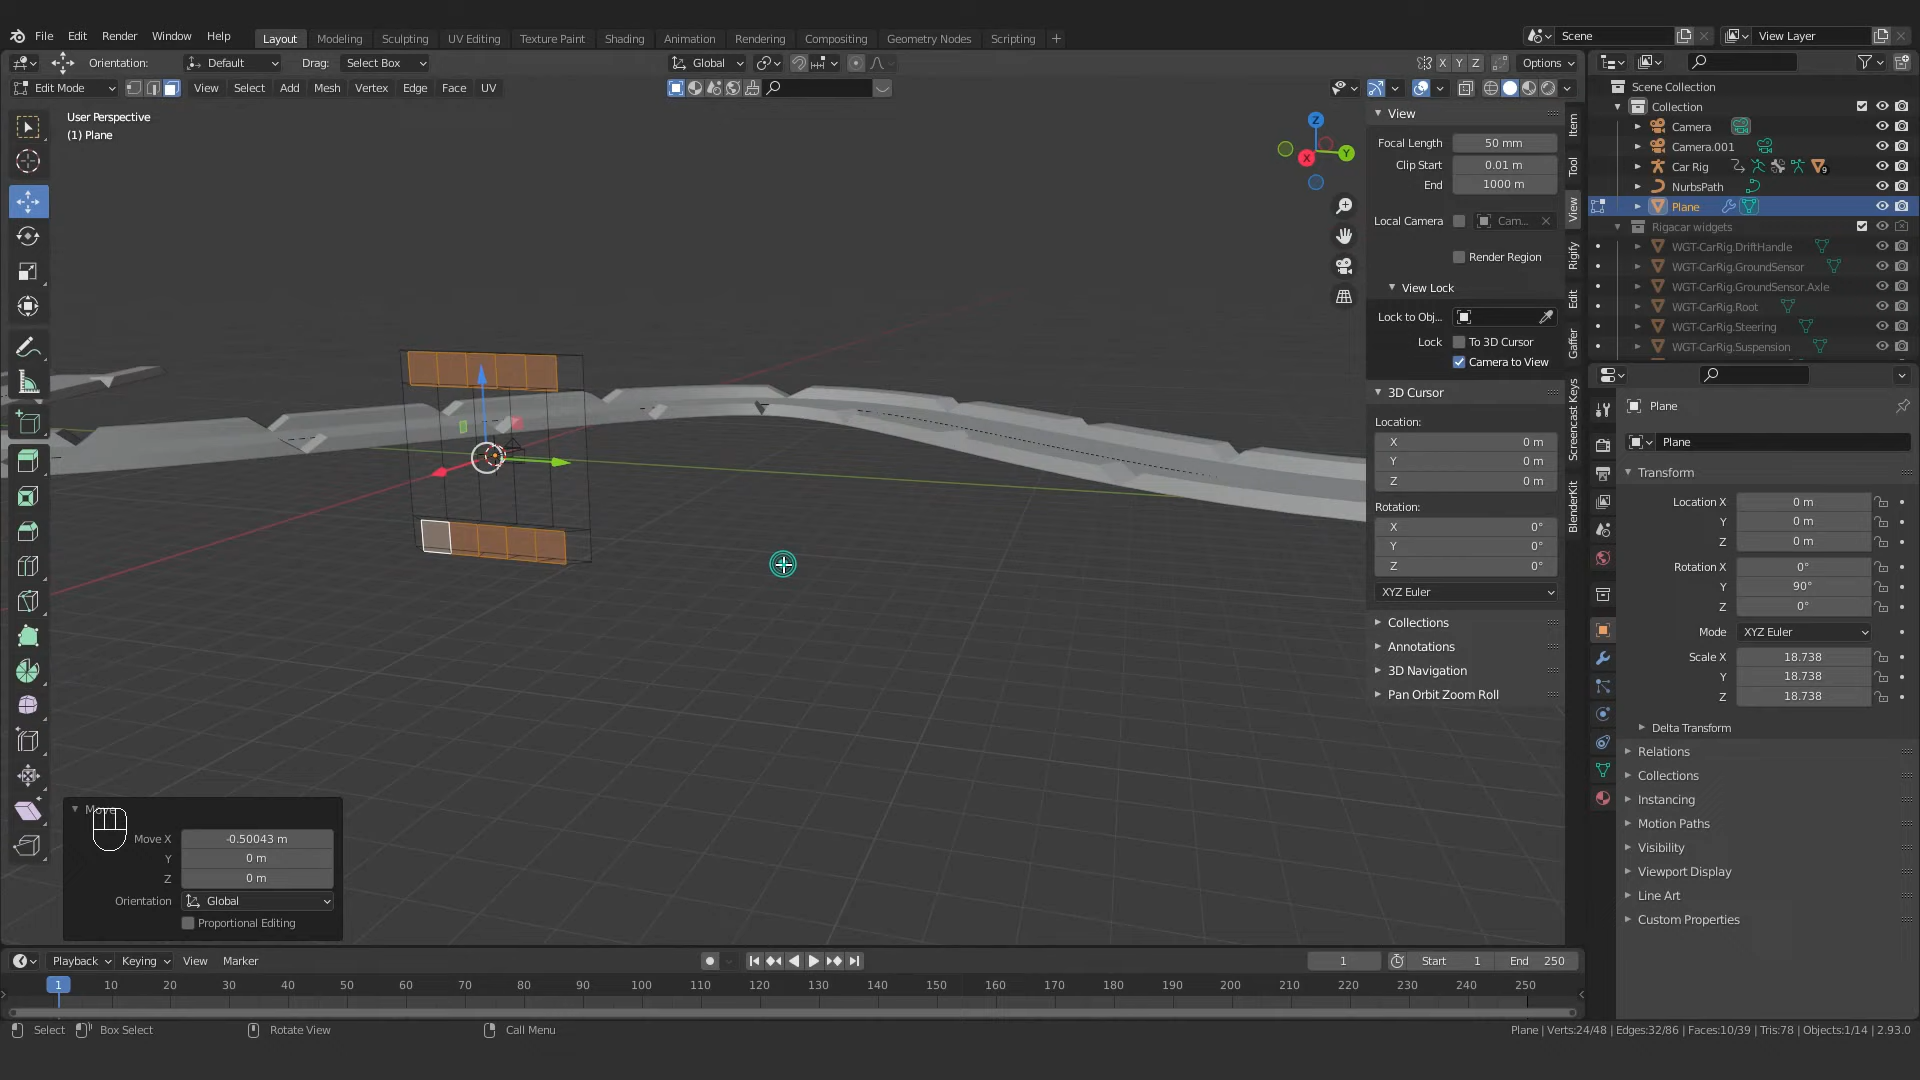 File Edit Render Window Help Layout Modeling Sculpting UV Editing Texture Paint Shading Animation Rendering Compositing Geometry Nodes Scripting + Scene View Layer
Orientation: Default Drag: Select Box Global X Y Z Options
Edit Mode View Select Add Mesh Vertex Edge Face UV
User Perspective
(1) Plane
Z
Y
X
View
Focal Length 50 mm
Clip Start 0.01 m
End 1000 m
Local Camera Cam...
Render Region
View Lock
Lock to Obj...
Lock To 3D Cursor
Camera to View
3D Cursor
Location:
X 0 m
Y 0 m
Z 0 m
Rotation:
X 0°
Y 0°
Z 0°
XYZ Euler
Collections
Annotations
3D Navigation
Pan Orbit Zoom Roll
Item
Tool
View
Rigify
Edit
Gaffer
Screencast Keys
BlenderKit
Scene Collection
Collection
Camera
Camera.001
Car Rig 9
NurbsPath
Plane
Rigacar widgets
WGT-CarRig.DriftHandle
WGT-CarRig.GroundSensor
WGT-CarRig.GroundSensor.Axle
WGT-CarRig.Root
WGT-CarRig.Steering
WGT-CarRig.Suspension
Plane
Plane
Transform
Location X 0 m
Y 0 m
Z 0 m
Rotation X 0°
Y 90°
Z 0°
Mode XYZ Euler
Scale X 18.738
Y 18.738
Z 18.738
Delta Transform
Relations
Collections
Instancing
Motion Paths
Visibility
Viewport Display
Line Art
Custom Properties
Move
Move X -0.50043 m
Y 0 m
Z 0 m
Orientation Global
Proportional Editing
Playback Keying View Marker 1 Start 1 End 250
1 10 20 30 40 50 60 70 80 90 100 110 120 130 140 150 160 170 180 190 200 210 220 230 240 250
Select Box Select Rotate View Call Menu Plane | Verts:24/48 | Edges:32/86 | Faces:10/39 | Tris:78 | Objects:1/14 | 2.93.0